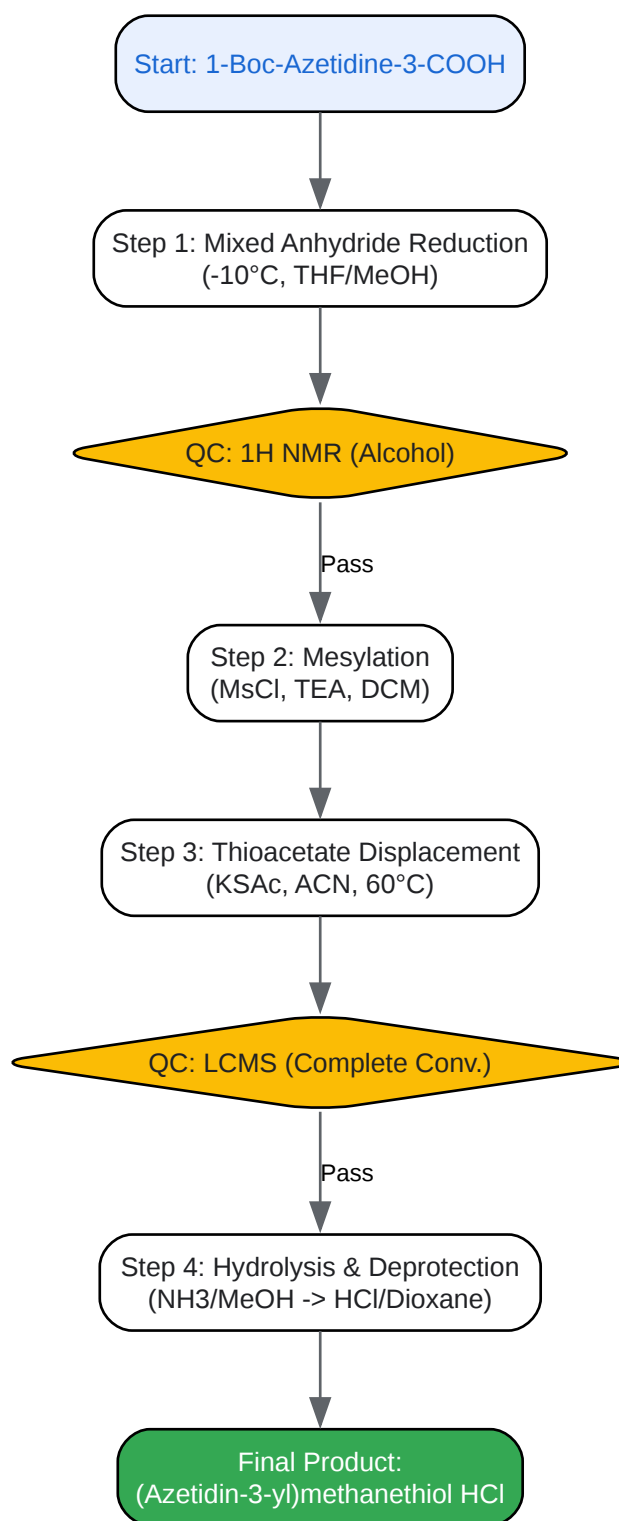 Start: 1-Boc-Azetidine-3-COOH
Step 1: Mixed Anhydride Reduction
(-10°C, THF/MeOH)
QC: 1H NMR (Alcohol)
Pass
Step 2: Mesylation
(MsCl, TEA, DCM)
Step 3: Thioacetate Displacement
(KSAc, ACN, 60°C)
QC: LCMS (Complete Conv.)
Pass
Step 4: Hydrolysis & Deprotection
(NH3/MeOH -> HCl/Dioxane)
Final Product:
(Azetidin-3-yl)methanethiol HCl